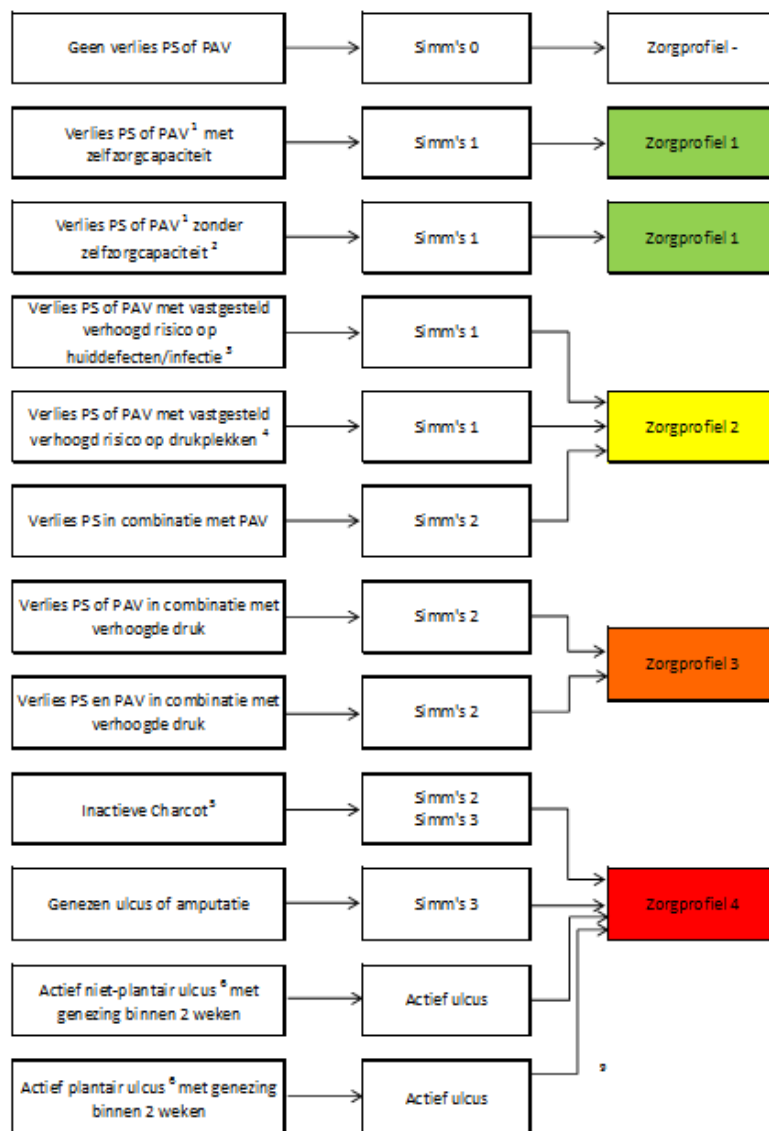 Geen verlies PS of PAV
Simm's 0
Zorgprofiel -
Verlies PS of PAV ¹ met
zelfzorgcapaciteit
Simm's 1
Zorgprofiel 1
Verlies PS of PAV ¹ zonder
zelfzorgcapaciteit ²
Simm's 1
Zorgprofiel 1
Verlies PS of PAV met vastgesteld
verhoogd risico op
huiddefecten/infectie ³
Simm's 1
Verlies PS of PAV met vastgesteld
verhoogd risico op drukplekken ⁴
Simm's 1
Zorgprofiel 2
Verlies PS in combinatie met PAV
Simm's 2
Verlies PS of PAV in combinatie met
verhoogde druk
Simm's 2
Zorgprofiel 3
Verlies PS en PAV in combinatie met
verhoogde druk
Simm's 2
Inactieve Charcot⁵
Simm's 2
Simm's 3
Genezen ulcus of amputatie
Simm's 3
Zorgprofiel 4
Actief niet-plantair ulcus ⁶ met
genezing binnen 2 weken
Actief ulcus
Actief plantair ulcus ⁶ met genezing
binnen 2 weken
Actief ulcus